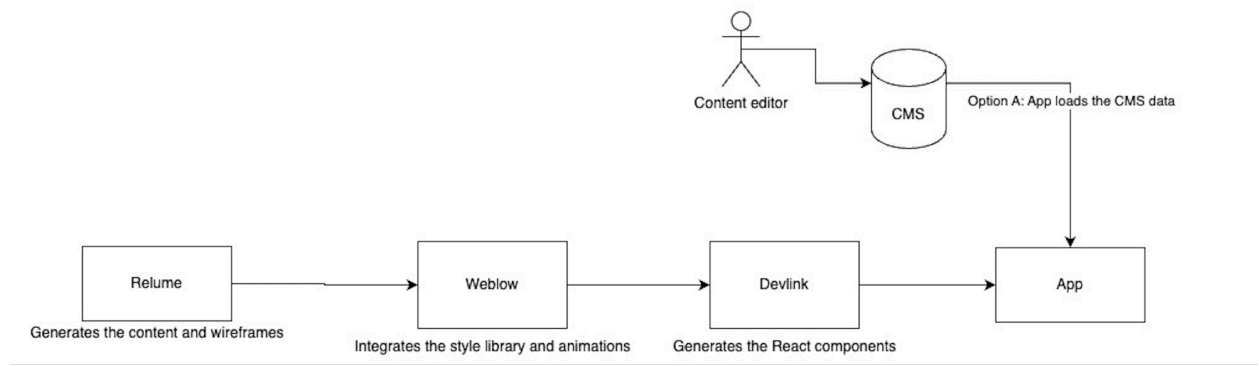 Content editor
CMS
Option A: App loads the CMS data
Relume
Weblow
Devlink
App
Generates the content and wireframes
Integrates the style library and animations
Generates the React components